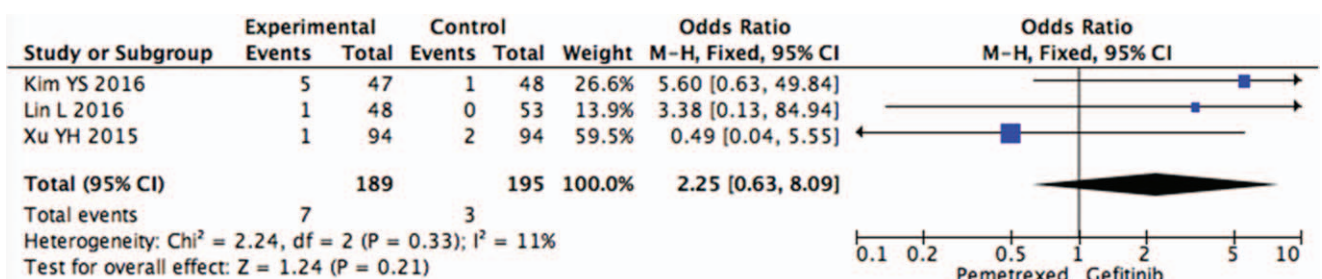 Experimental Control Odds Ratio Odds Ratio
Study or Subgroup Events Total Events Total Weight M-H, Fixed, 95% CI M-H, Fixed, 95% CI
Kim YS 2016 5 47 1 48 26.6% 5.60 [0.63, 49.84]
Lin L 2016 1 48 0 53 13.9% 3.38 [0.13, 84.94]
Xu YH 2015 1 94 2 94 59.5% 0.49 [0.04, 5.55]
Total (95% CI) 189 195 100.0% 2.25 [0.63, 8.09]
Total events 7 3
Heterogeneity: Chi² = 2.24, df = 2 (P = 0.33); I² = 11%
Test for overall effect: Z = 1.24 (P = 0.21)
0.1 0.2 0.5 1 2 5 10
Pemetrexed Gefitinib